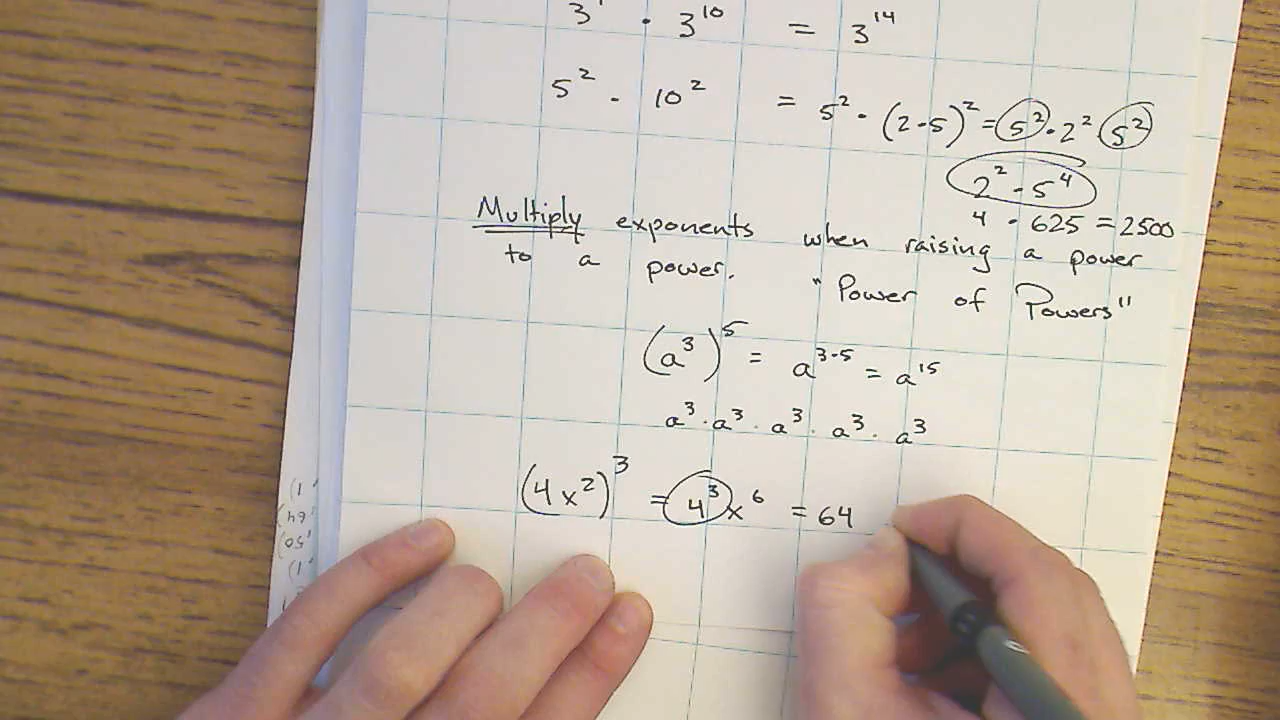 3 · 3^10 = 3^14
5^2 · 10^2 = 5^2 · (2·5)^2 = 5^2 · 2^2 5^2
2^2 · 5^4
4 · 625 = 2500
Multiply exponents when raising a power
to a power. "Power of Powers"
(a^3)^5 = a^3·5 = a^15
a^3 · a^3 · a^3 · a^3 · a^3
(4x^2)^3 = 4^3 x^6 = 64